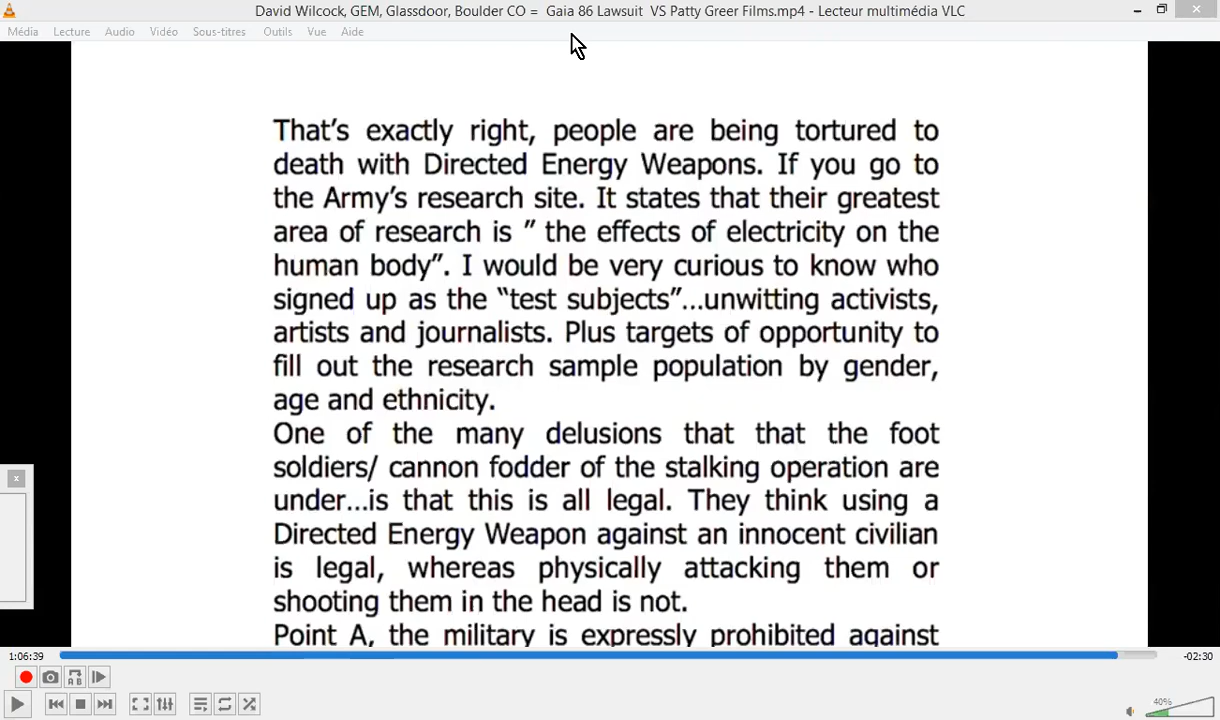 David Wilcock, GEM, Glassdoor, Boulder CO = Gaia 86 Lawsuit VS Patty Greer Films.mp4 - Lecteur multimédia VLC
Média Lecture Audio Vidéo Sous-titres Outils Vue Aide
That's exactly right, people are being tortured to
death with Directed Energy Weapons. If you go to
the Army's research site. It states that their greatest
area of research is " the effects of electricity on the
human body". I would be very curious to know who
signed up as the "test subjects"...unwitting activists,
artists and journalists. Plus targets of opportunity to
fill out the research sample population by gender,
age and ethnicity.
One of the many delusions that that the foot
soldiers/ cannon fodder of the stalking operation are
under...is that this is all legal. They think using a
Directed Energy Weapon against an innocent civilian
is legal, whereas physically attacking them or
shooting them in the head is not.
Point A, the military is expressly prohibited against
1:06:39 -02:30
40%